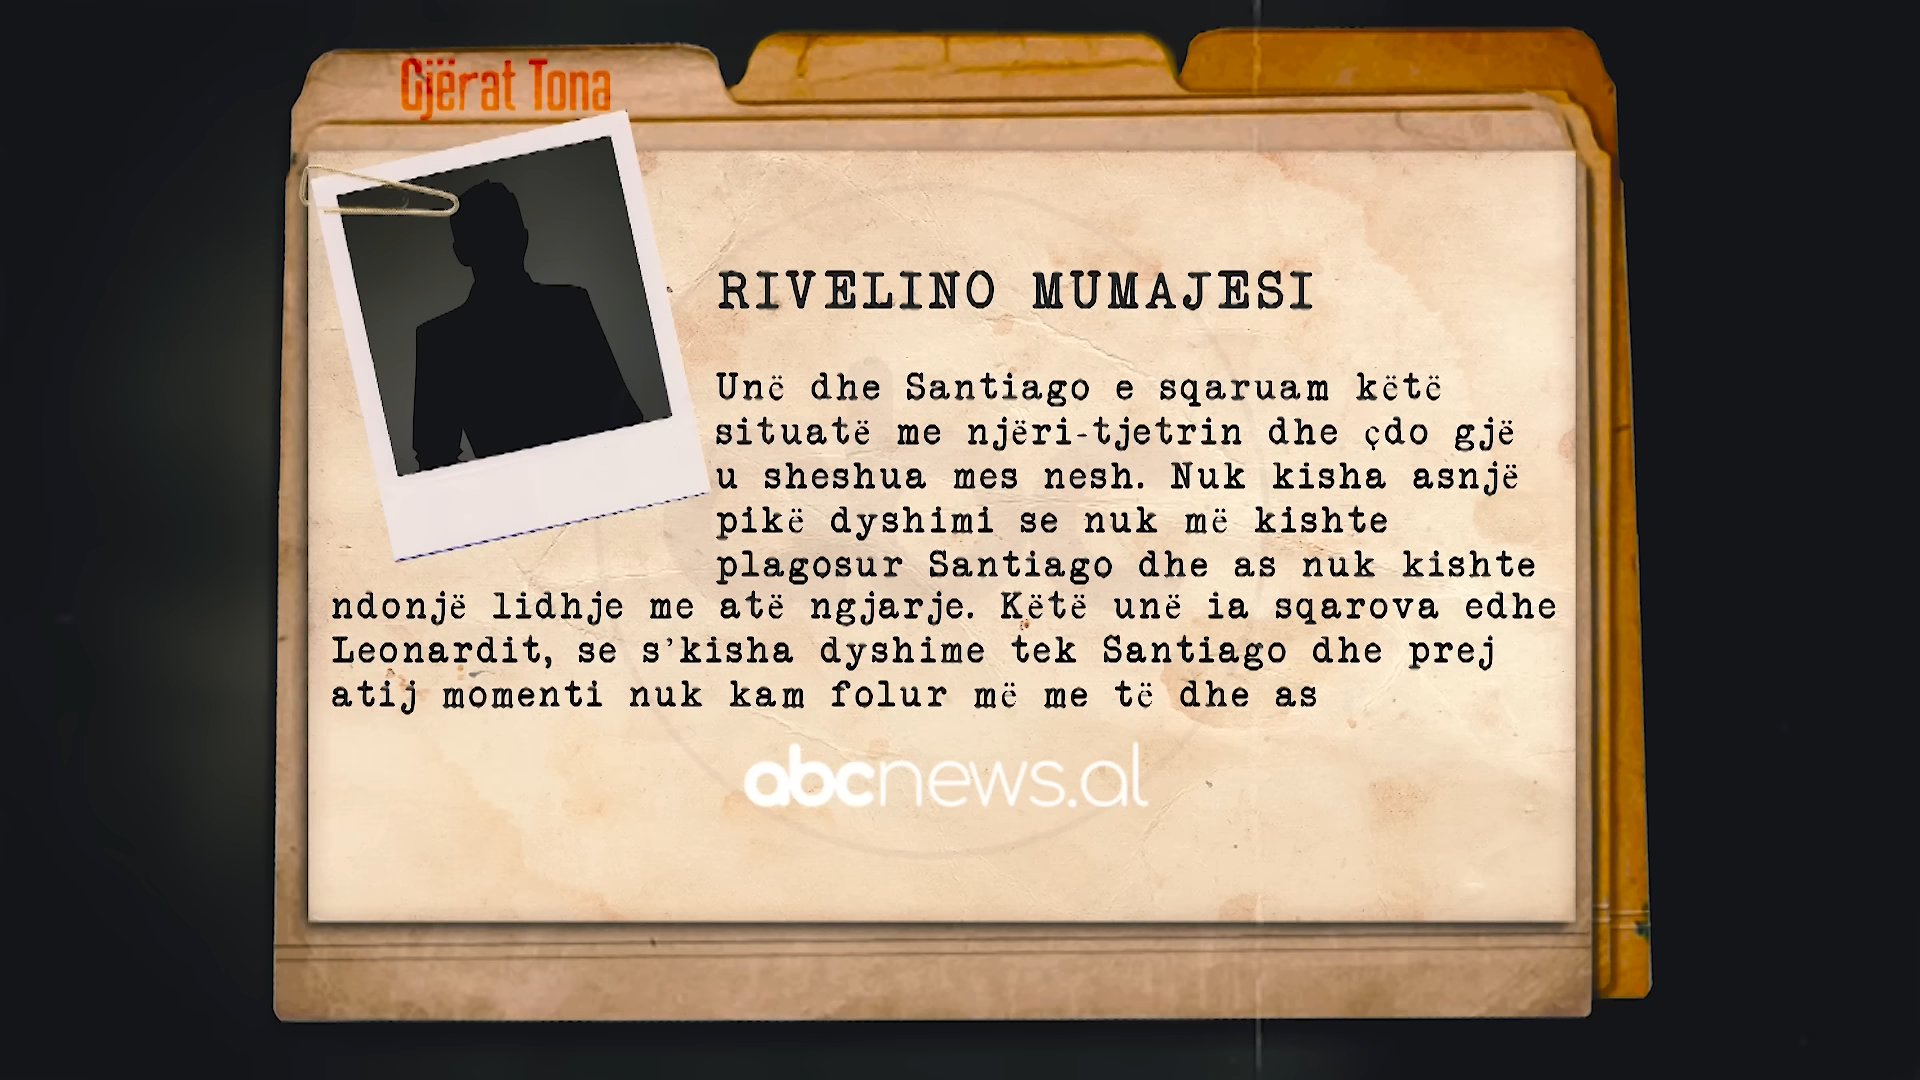 Gjërat Tona
RIVELINO MUMAJESI
Unë dhe Santiago e sqaruam këtë
situatë me njëri-tjetrin dhe çdo gjë
u sheshua mes nesh. Nuk kisha asnjë
pikë dyshimi se nuk më kishte
plagosur Santiago dhe as nuk kishte
ndonjë lidhje me atë ngjarje. Këtë unë ia sqarova edhe
Leonardit, se s’kisha dyshime tek Santiago dhe prej
atij momenti nuk kam folur më me të dhe as
abcnews.al